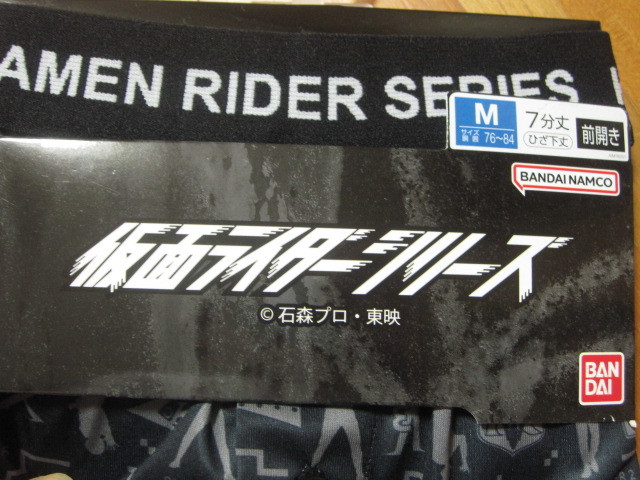 AMEN RIDER SERIES
M
サイズ
胴囲 76~84
7分丈
ひざ下丈
前開き
BANDAI NAMCO
仮面ライダーシリーズ
©石森プロ・東映
BAN
DAI